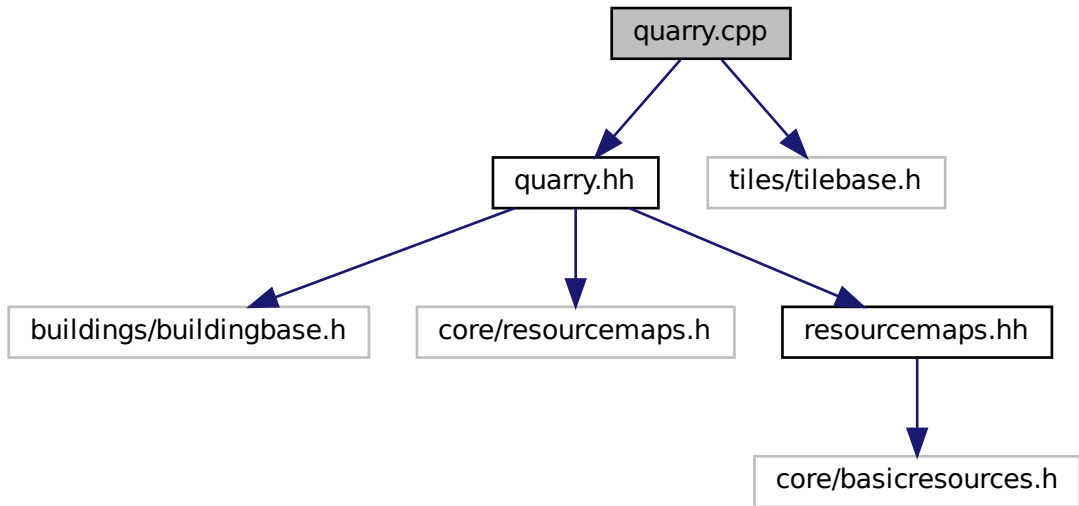 quarry.cpp
quarry.hh
tiles/tilebase.h
buildings/buildingbase.h
core/resourcemaps.h
resourcemaps.hh
core/basicresources.h